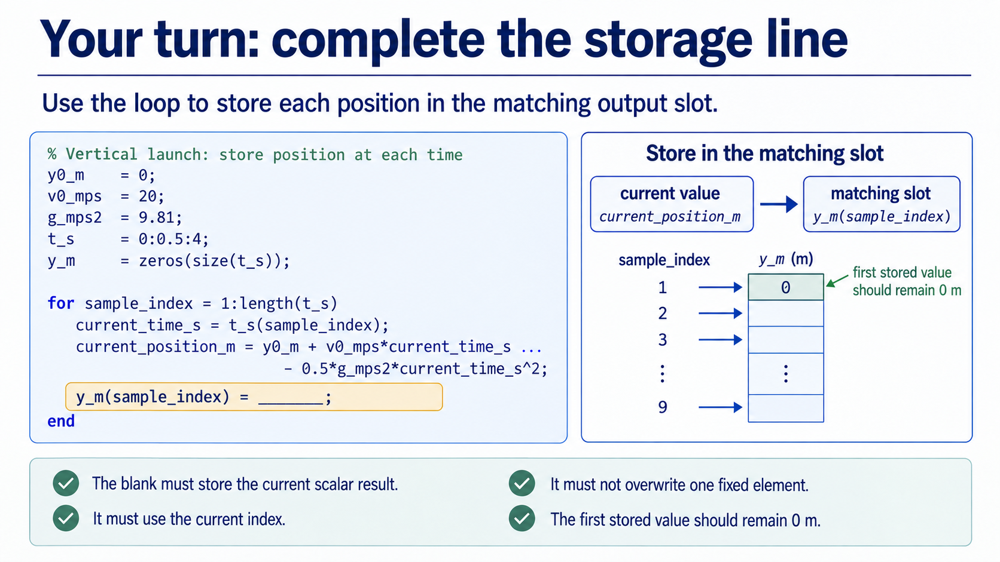 Your turn: complete the storage line
Use the loop to store each position in the matching output slot.
% Vertical launch: store position at each time
y0_m    = 0;
v0_mps  = 20;
g_mps2  = 9.81;
t_s     = 0:0.5:4;
y_m     = zeros(size(t_s));
for sample_index = 1:length(t_s)
current_time_s = t_s(sample_index);
current_position_m = y0_m + v0_mps*current_time_s ...
– 0.5*g_mps2*current_time_s^2;
y_m(sample_index) = _______;
end
Store in the matching slot
current value
current_position_m
matching slot
y_m(sample_index)
sample_index
y_m (m)
1
0
first stored value
should remain 0 m
2
3
⋮ ⋮
9
The blank must store the current scalar result.
It must use the current index.
It must not overwrite one fixed element.
The first stored value should remain 0 m.